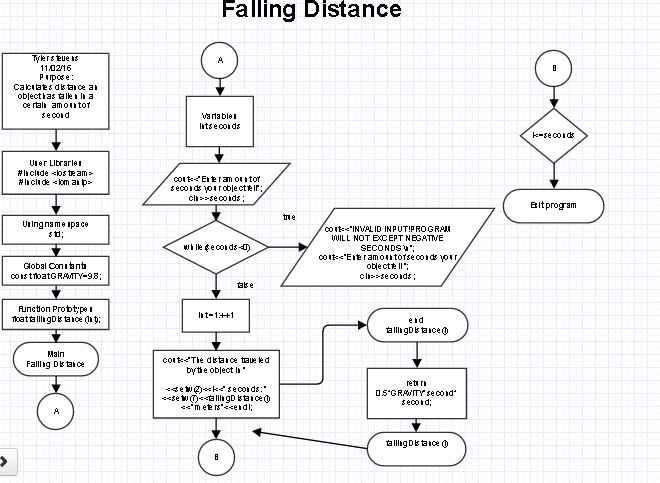 Falling Distance
Tyler stevens
11/02/16
Purpose:
Calculates distance an
object has fallen in a
certain amount of
second
User Libraries
#include <iostream>
#include <iomanip>
Using namespace
std;
Global Constants
const float GRAVITY=9.8;
Function Prototypes
float fallingDistance(int);
Main
Falling Distance
A
A
Variables
int seconds
cout<<"Enter amount of
seconds your object fell";
cin>>seconds;
while(seconds<0)
true
cout<<"INVALID INPUT!PROGRAM
WILL NOT EXCEPT NEGATIVE
SECONDS.\n";
cout<<"Enter amount of seconds your
object fell";
cin>>seconds;
false
int=1;++1
cout<<"The distance traveled
by the object in"
<<setw(2)<<i<<" seconds:"
<<setw(7)<<fallingDistance()
<<"meters"<<endl;
B
end
fallingDistance()
return
0.5*GRAVITY*second*
second;
fallingDistance()
B
i<=seconds
Exit program